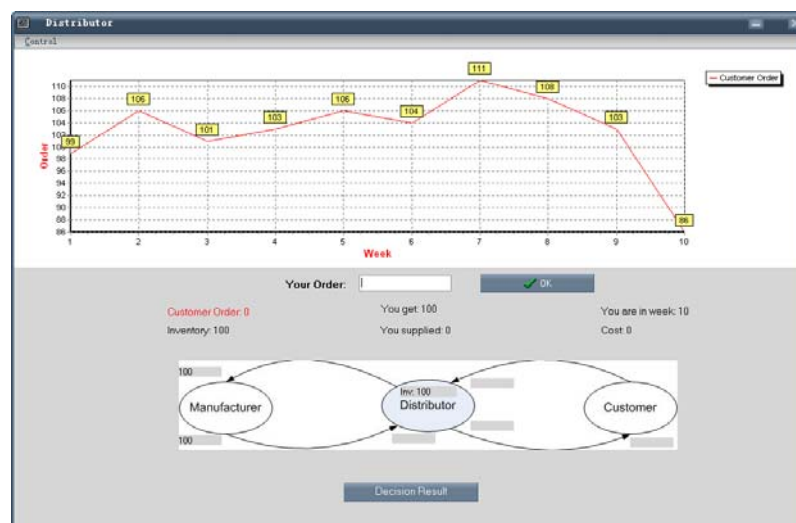 Distributor
Control
111
110
108
106
104
102
100
98
96
94
92
90
88
86
99
106
101
103
106
104
108
103
86
Customer Order
Order
1 2 3 4 5 6 7 8 9 10
Week
Your Order: OK
Customer Order: 0 You get: 100 You are in week: 10
Inventory: 100 You supplied: 0 Cost: 0
100
Inv: 100
Manufacturer Distributor Customer
100
Decision Result